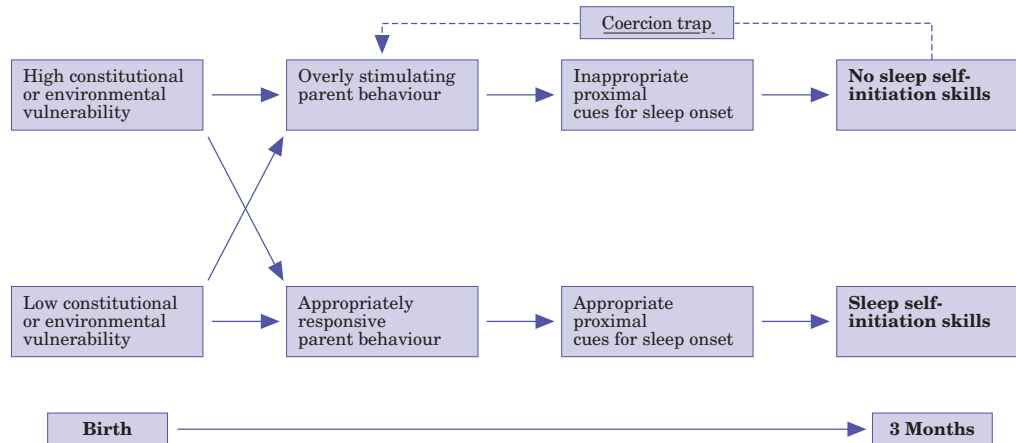 Coercion trap
High constitutional
or environmental
vulnerability
Overly stimulating
parent behaviour
Inappropriate
proximal
cues for sleep onset
No sleep self-
initiation skills
Low constitutional
or environmental
vulnerability
Appropriately
responsive
parent behaviour
Appropriate
proximal
cues for sleep onset
Sleep self-
initiation skills
Birth
3 Months